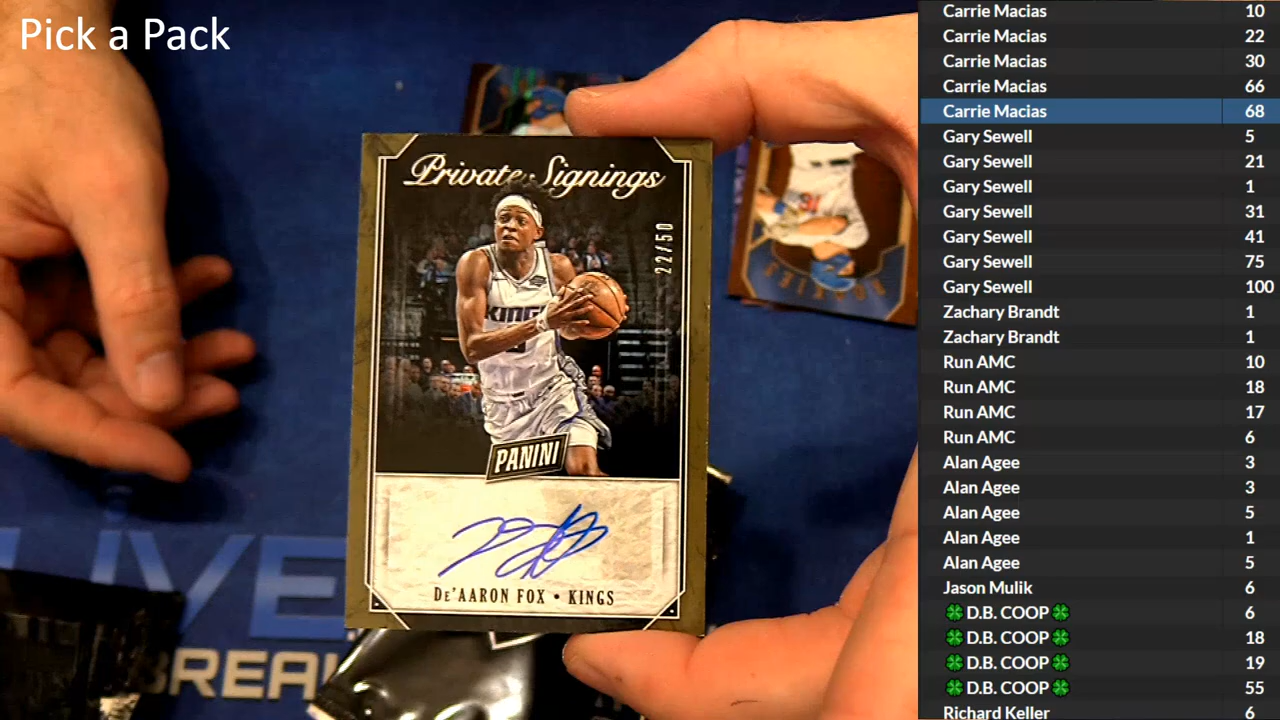 Pick a Pack
Private Signings
22/50
KINGS
PANINI
DE'AARON FOX • KINGS
LIVE
BREAK
Carrie Macias 10
Carrie Macias 22
Carrie Macias 30
Carrie Macias 66
Carrie Macias 68
Gary Sewell 5
Gary Sewell 21
Gary Sewell 1
Gary Sewell 31
Gary Sewell 41
Gary Sewell 75
Gary Sewell 100
Zachary Brandt 1
Zachary Brandt 1
Run AMC 10
Run AMC 18
Run AMC 17
Run AMC 6
Alan Agee 3
Alan Agee 3
Alan Agee 5
Alan Agee 1
Alan Agee 5
Jason Mulik 6
🍀 D.B. COOP 🍀 6
🍀 D.B. COOP 🍀 18
🍀 D.B. COOP 🍀 19
🍀 D.B. COOP 🍀 55
Richard Keller 6